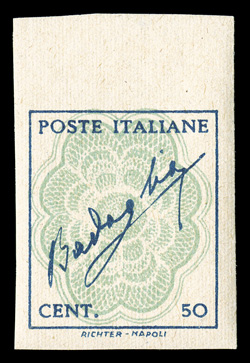 POSTE ITALIANE
Badoglio
CENT. 50
RICHTER - NAPOLI